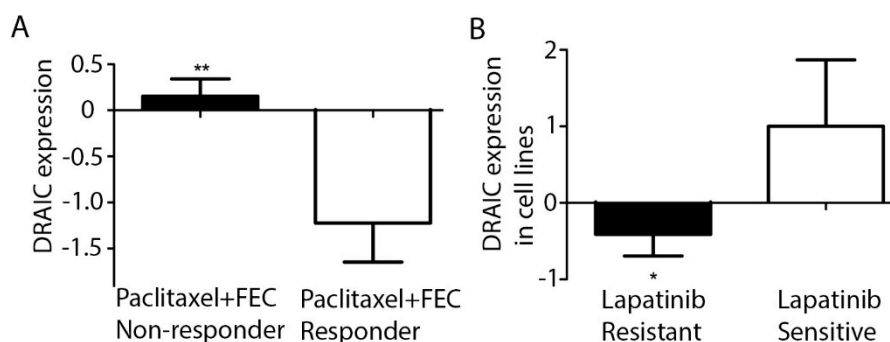 A
DRAIC expression
0.5
0
-0.5
-1.0
-1.5
**
Paclitaxel+FEC
Non-responder
Paclitaxel+FEC
Responder
B
DRAIC expression
in cell lines
2
1
0
-1
*
Lapatinib
Resistant
Lapatinib
Sensitive